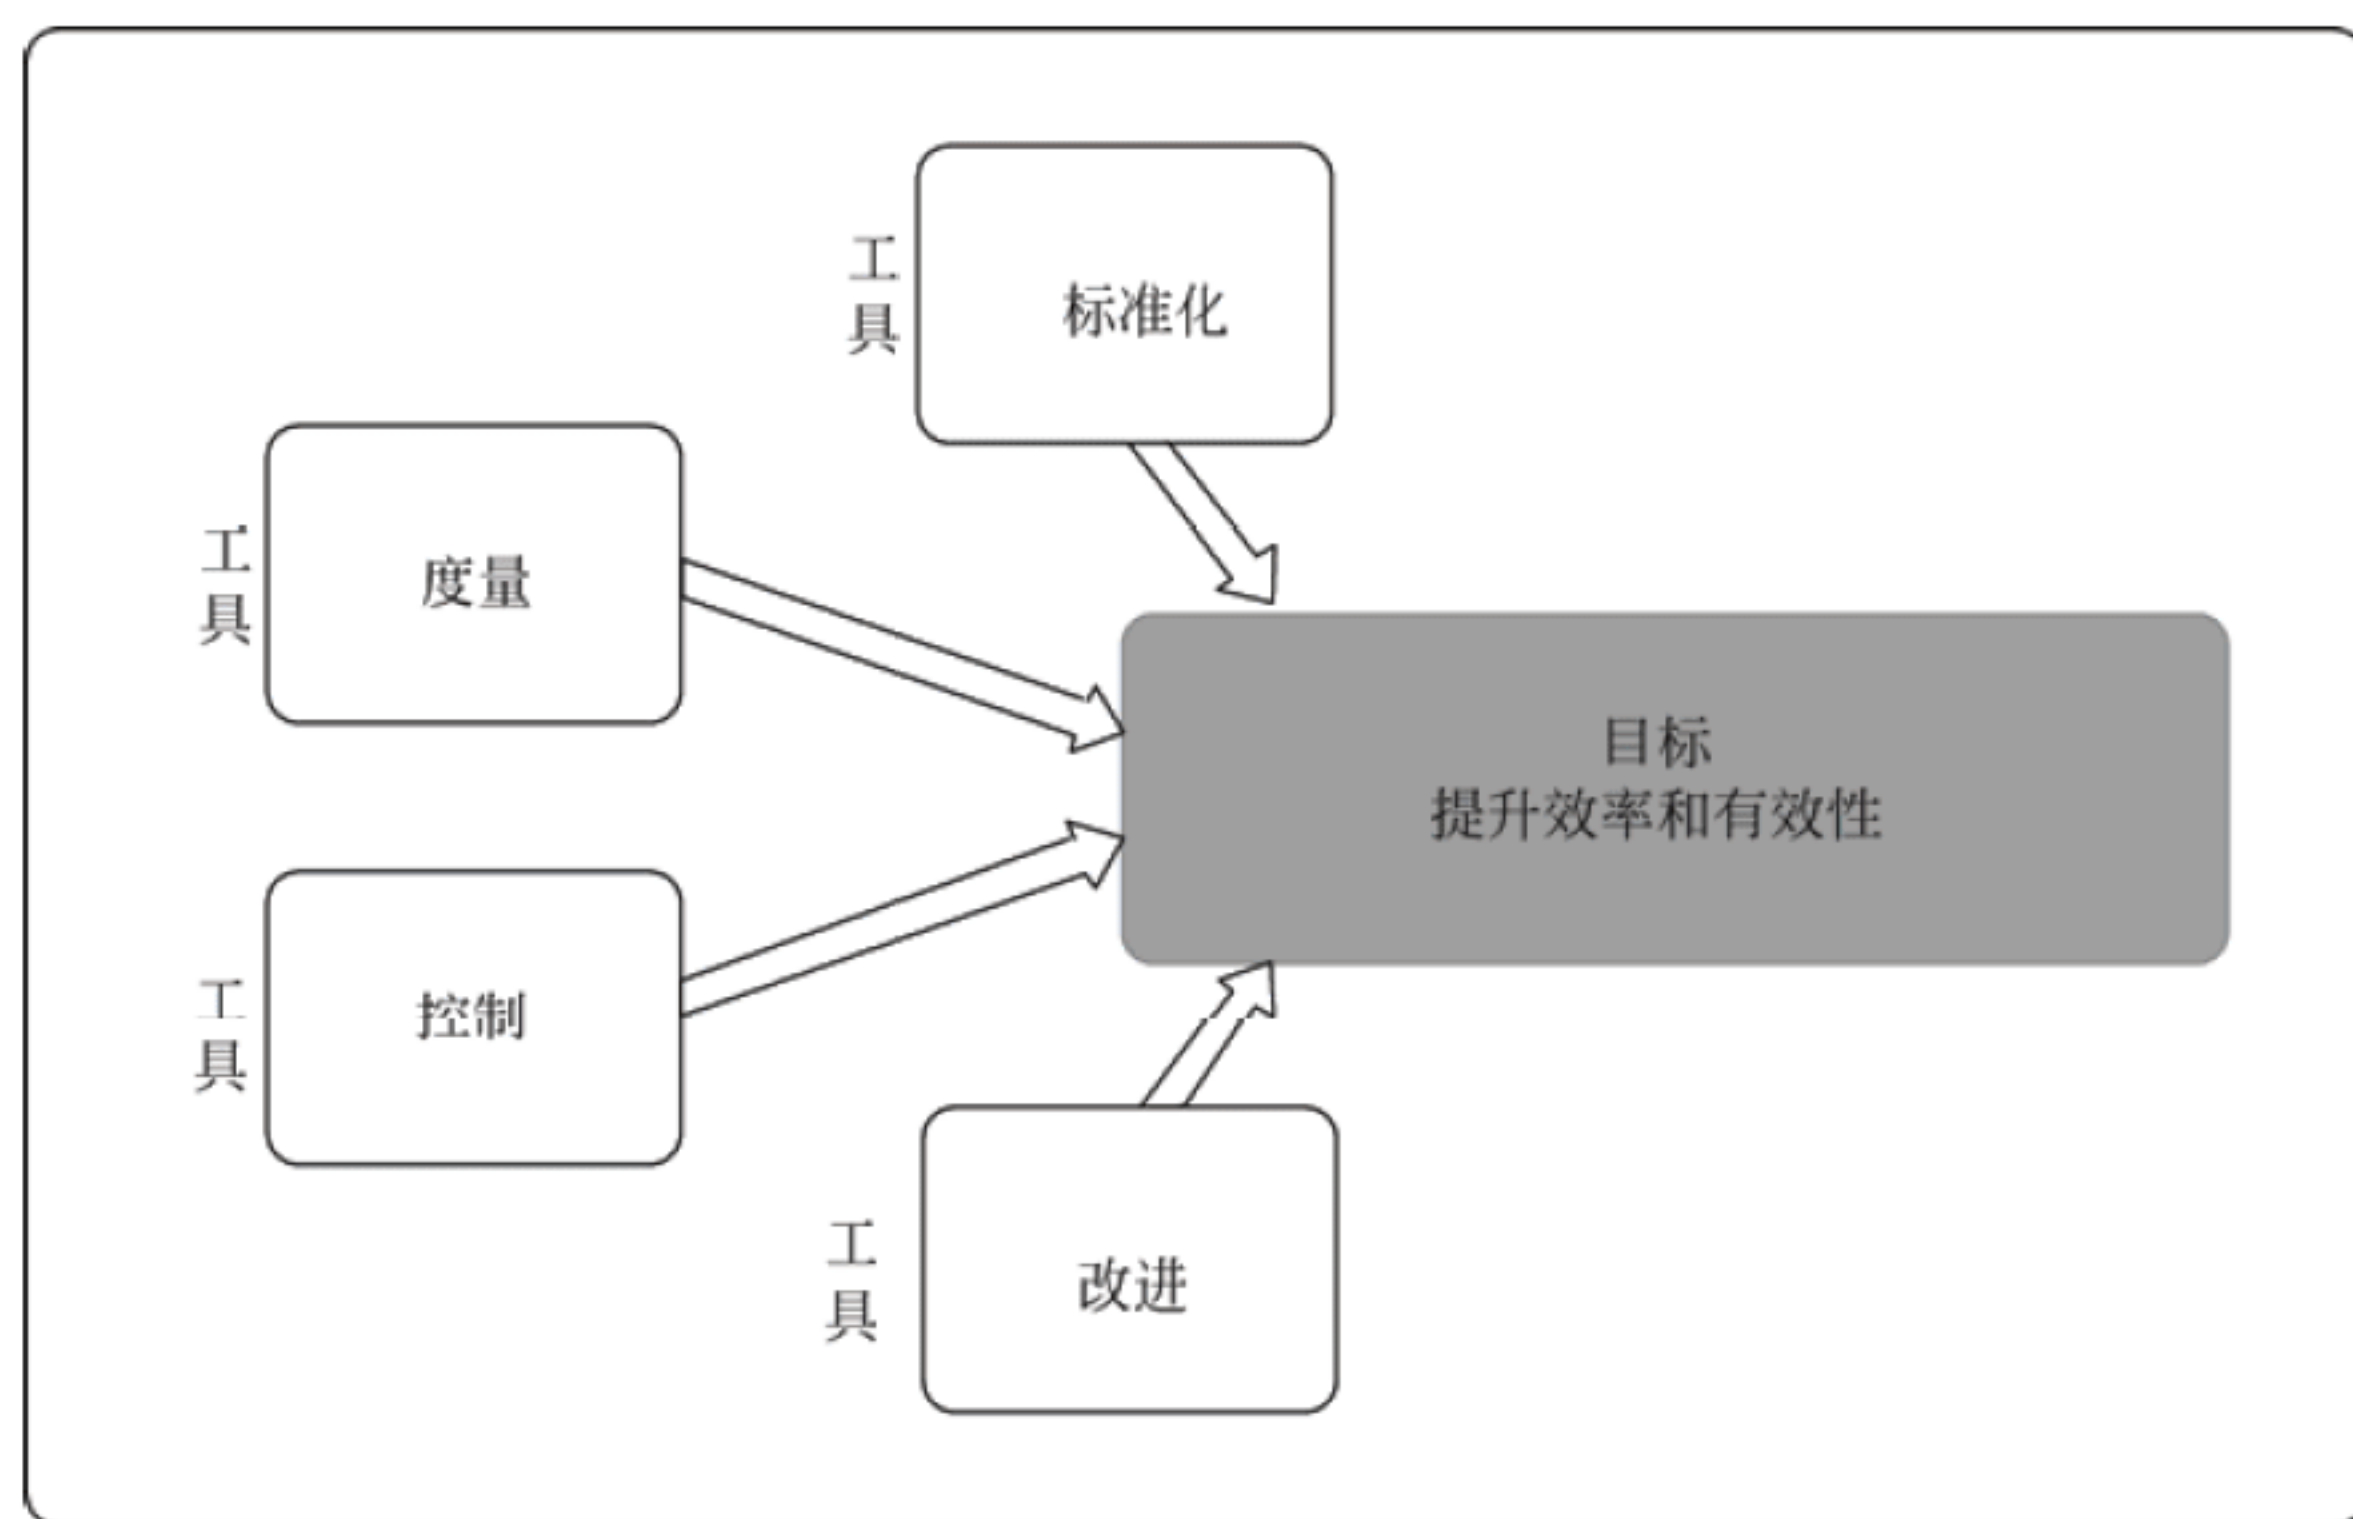 工具
标准化
工具
度量
目标
提升效率和有效性
工具
控制
工具
改进